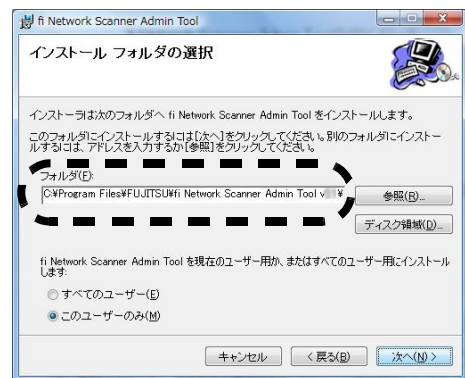 fi Network Scanner Admin Tool
インストール フォルダの選択
インストーラは次のフォルダへ fi Network Scanner Admin Tool をインストールします。
このフォルダにインストールするには[次へ]をクリックしてください。別のフォルダにインストー
ルするには、アドレスを入力するか[参照]をクリックしてください。
フォルダ(F):
C:¥Program Files¥FUJITSU¥fi Network Scanner Admin Tool v ¥
参照(R)...
ディスク領域(D)...
fi Network Scanner Admin Tool を現在のユーザー用か、またはすべてのユーザー用にインストール
します:
すべてのユーザー(E)
このユーザーのみ(M)
キャンセル
< 戻る(B)
次へ(N) >